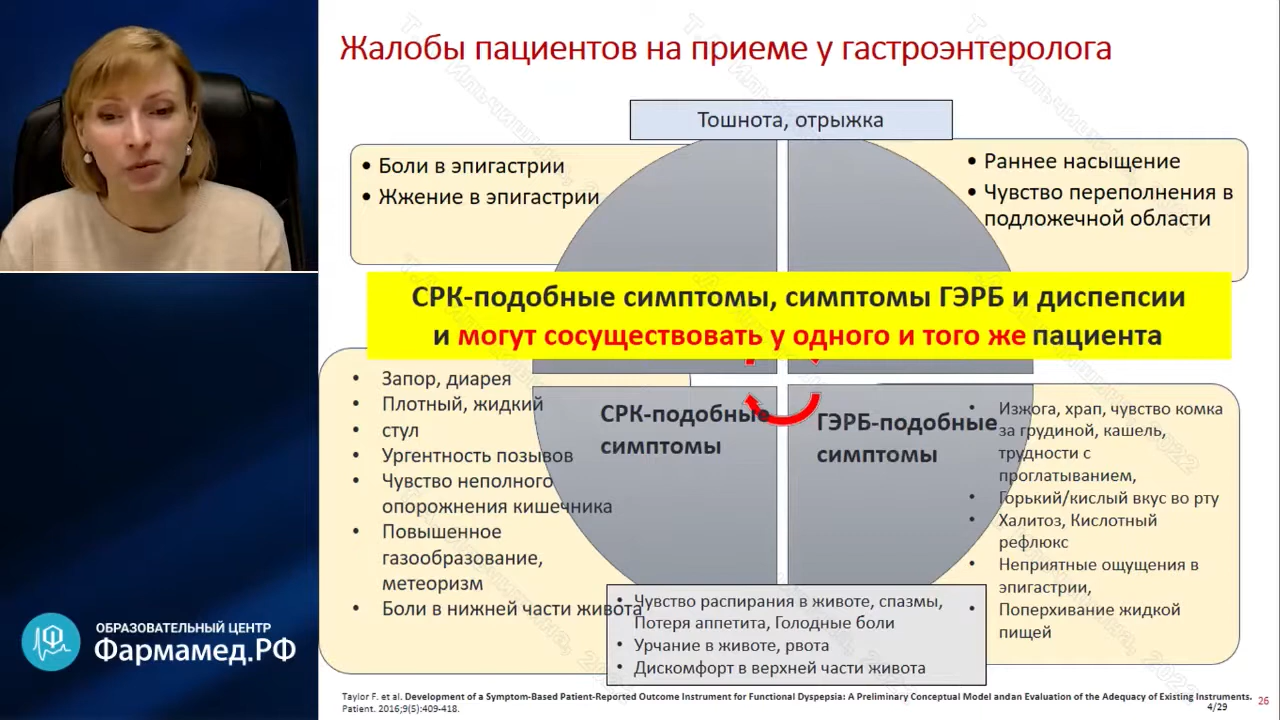 Жалобы пациентов на приеме у гастроэнтеролога
Тошнота, отрыжка
• Боли в эпигастрии
• Жжение в эпигастрии
• Раннее насыщение
• Чувство переполнения в
подложечной области
СРК-подобные симптомы, симптомы ГЭРБ и диспепсии
и могут сосуществовать у одного и того же пациента
• Запор, диарея
• Плотный, жидкий
• стул
• Ургентность позывов
• Чувство неполного
опорожнения кишечника
• Повышенное
газообразование,
метеоризм
• Боли в нижней части живота
СРК-подобные
симптомы
ГЭРБ-подобные
симптомы
• Изжога, храп, чувство комка
за грудиной, кашель,
трудности с
проглатыванием,
• Горький/кислый вкус во рту
• Халитоз, Кислотный
рефлюкс
• Неприятные ощущения в
эпигастрии,
• Поперхивание жидкой
пищей
• Чувство распирания в животе, спазмы,
Потеря аппетита, Голодные боли
• Урчание в животе, рвота
• Дискомфорт в верхней части живота
ОБРАЗОВАТЕЛЬНЫЙ ЦЕНТР
Фармамед.РФ
Taylor F. et al. Development of a Symptom-Based Patient-Reported Outcome Instrument for Functional Dyspepsia: A Preliminary Conceptual Model andan Evaluation of the Adequacy of Existing Instruments.
Patient. 2016;9(5):409-418.
4/29
26